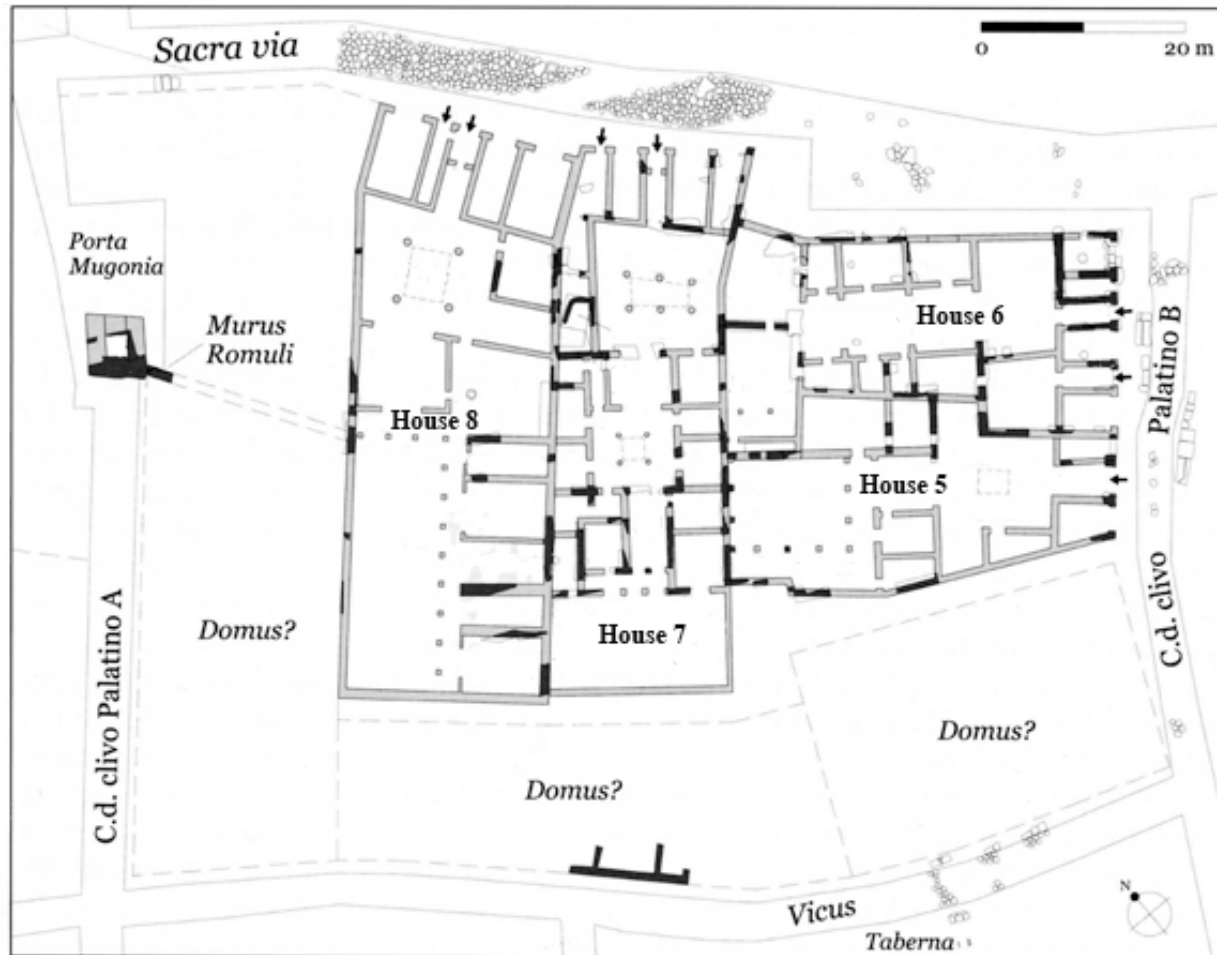 Sacra via
0 20 m
Porta
Mugonia
Murus
Romuli
House 6
House 8
House 5
House 7
Domus?
Domus?
Domus?
C.d. clivo Palatino A
C.d. clivo Palatino B
Vicus
Taberna
N